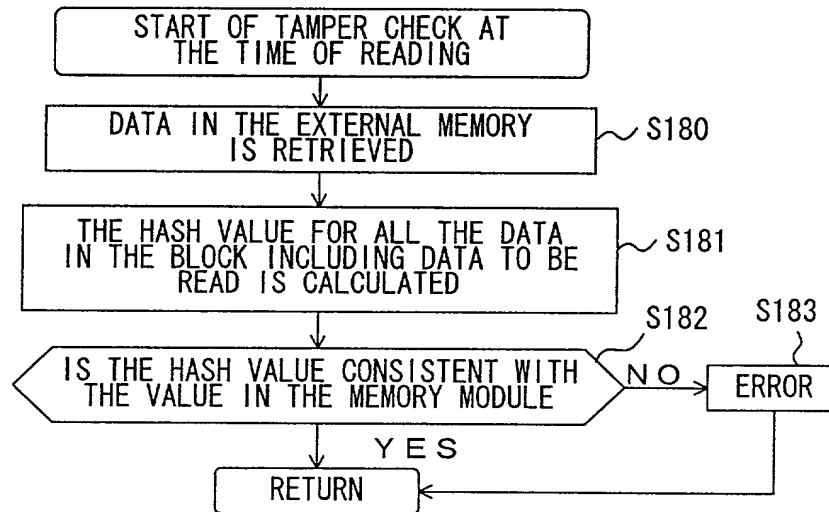 START OF TAMPER CHECK AT
THE TIME OF READING
DATA IN THE EXTERNAL MEMORY
IS RETRIEVED
S180
THE HASH VALUE FOR ALL THE DATA
IN THE BLOCK INCLUDING DATA TO BE
READ IS CALCULATED
S181
IS THE HASH VALUE CONSISTENT WITH
THE VALUE IN THE MEMORY MODULE
S182
NO
S183
ERROR
YES
RETURN